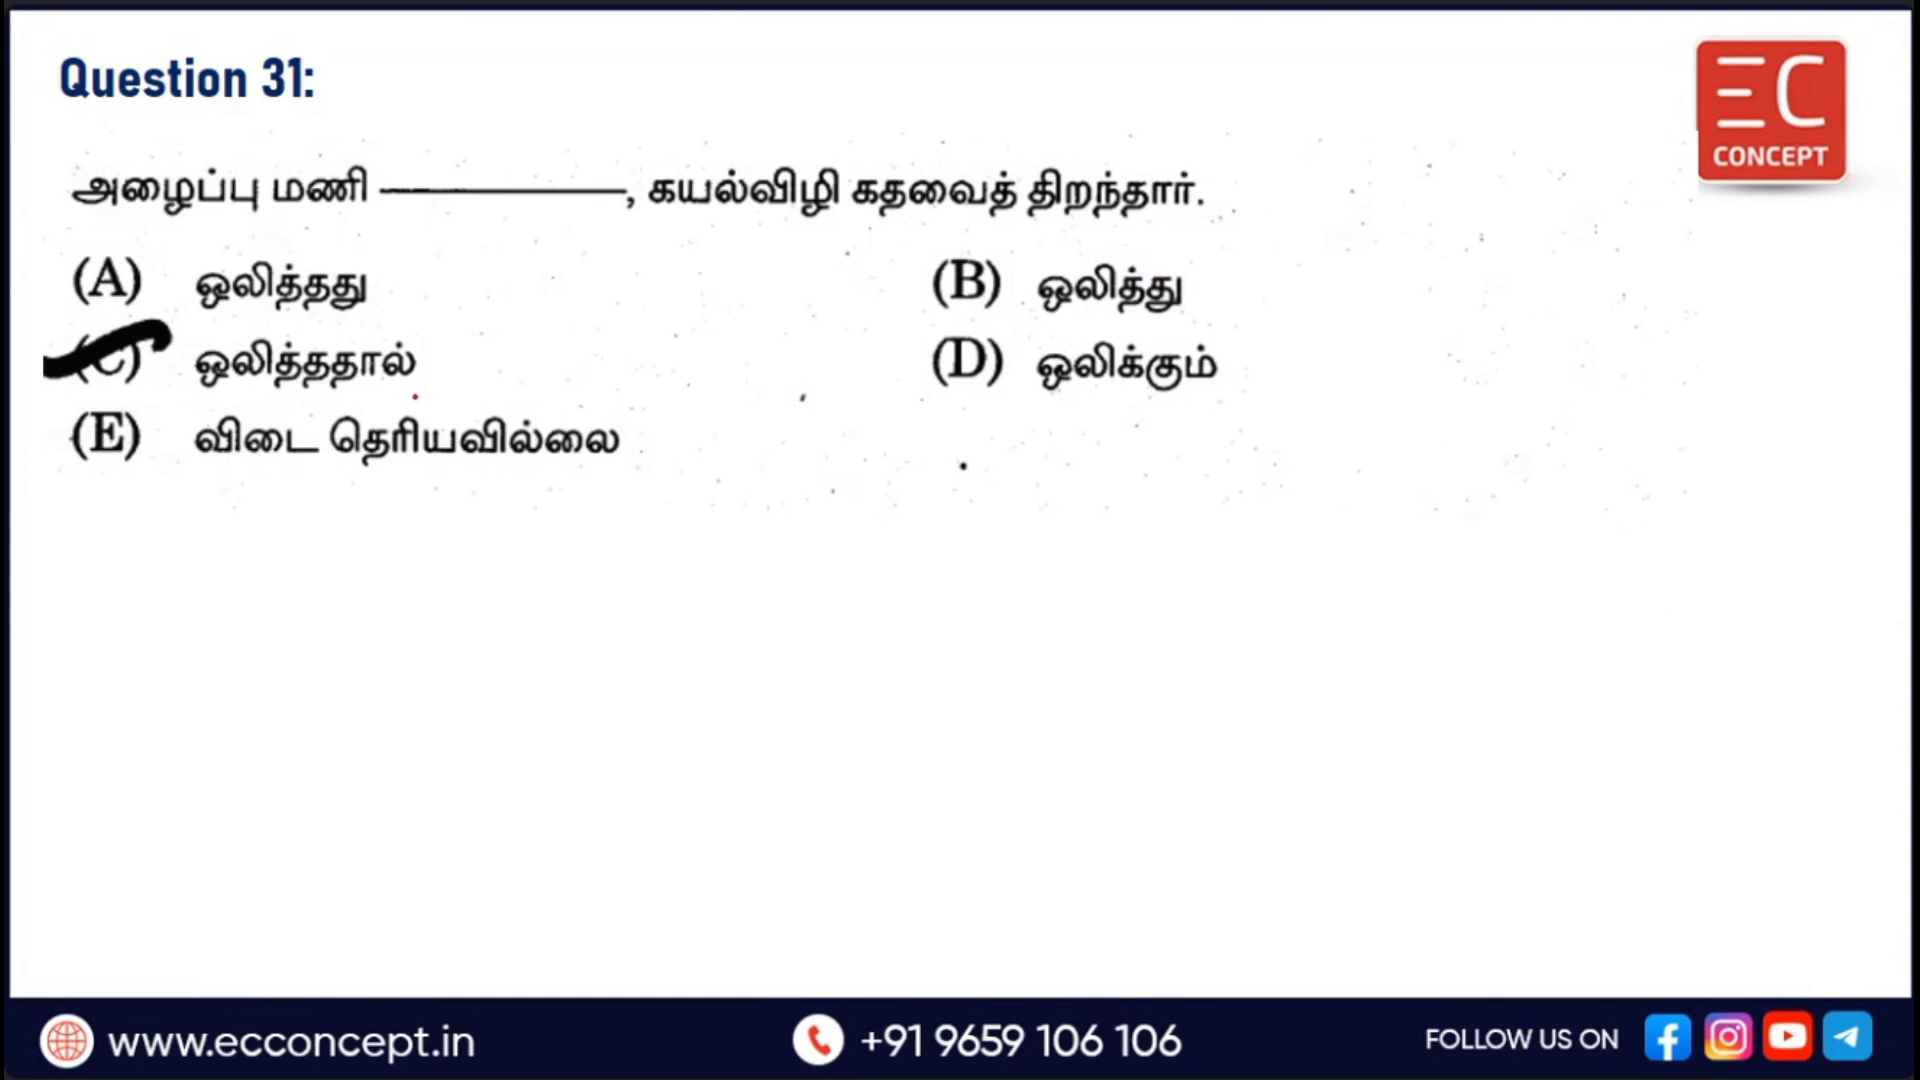 Question 31:
EC
CONCEPT
அழைப்பு மணி ————, கயல்விழி கதவைத் திறந்தார்.
(A) ஒலித்தது
(B) ஒலித்து
(C) ஒலித்ததால்
(D) ஒலிக்கும்
(E) விடை தெரியவில்லை
www.ecconcept.in
+91 9659 106 106
FOLLOW US ON